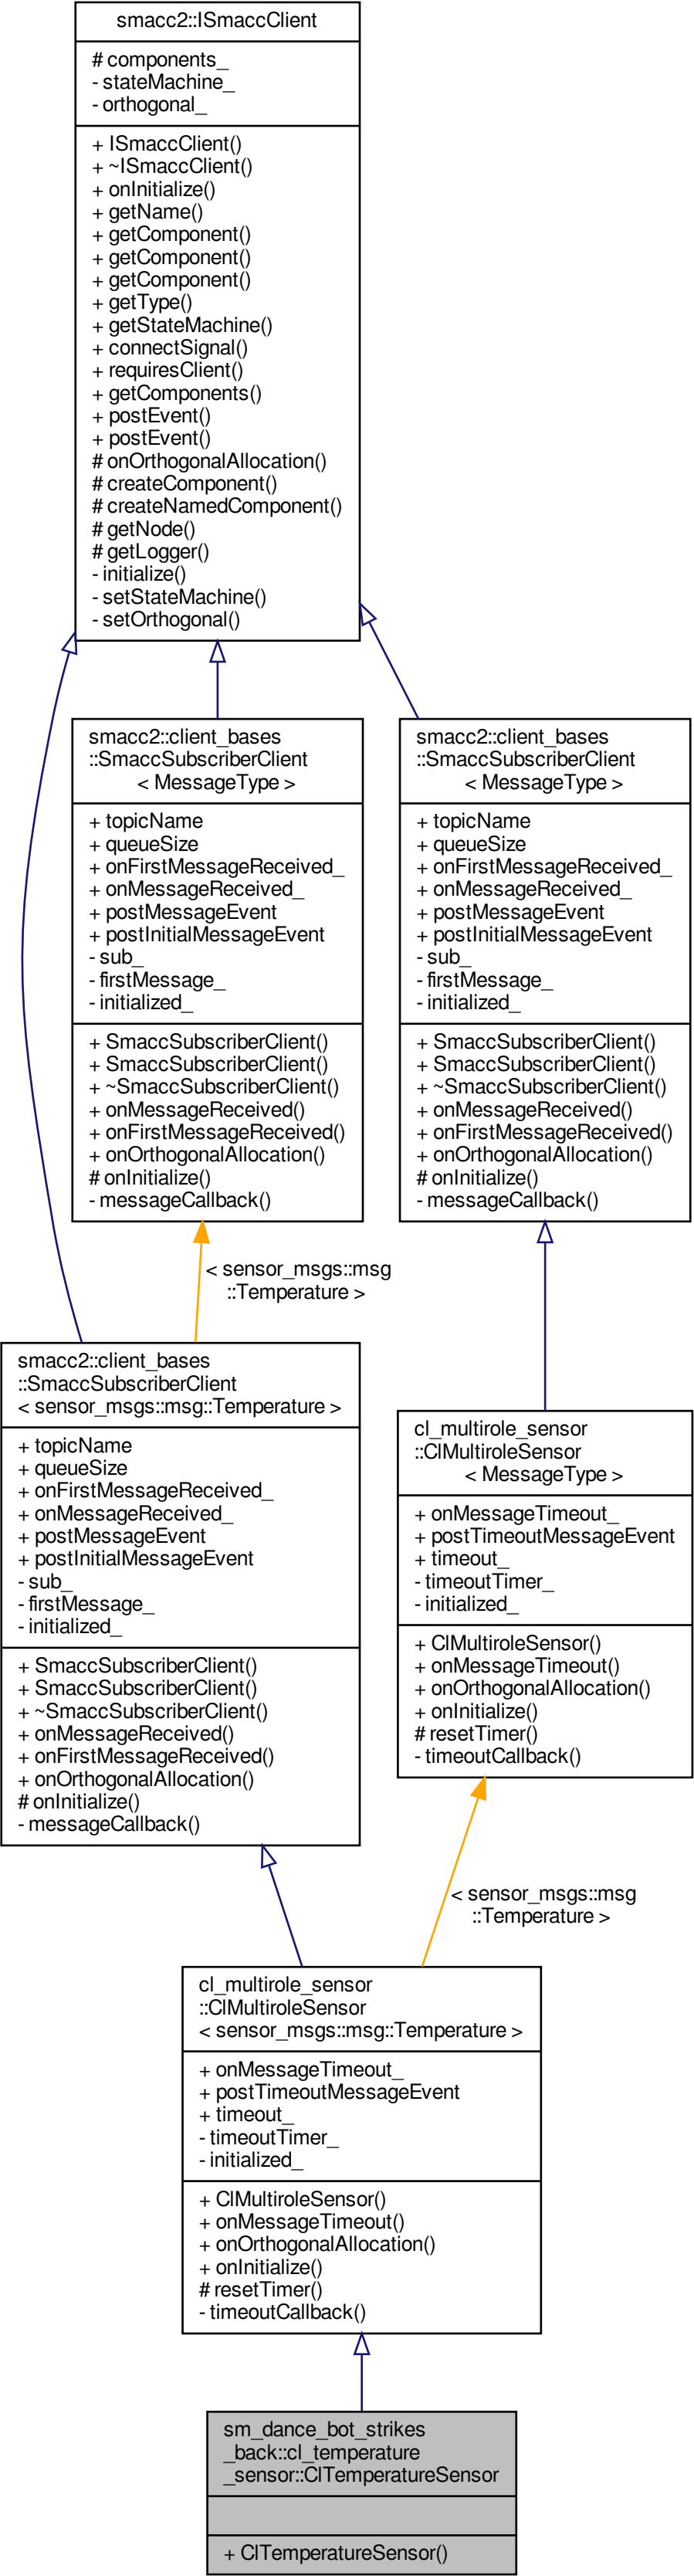 smacc2::ISmaccClient
# components_
- stateMachine_
- orthogonal_
+ ISmaccClient()
+ ~ISmaccClient()
+ onInitialize()
+ getName()
+ getComponent()
+ getComponent()
+ getComponent()
+ getType()
+ getStateMachine()
+ connectSignal()
+ requiresClient()
+ getComponents()
+ postEvent()
+ postEvent()
# onOrthogonalAllocation()
# createComponent()
# createNamedComponent()
# getNode()
# getLogger()
- initialize()
- setStateMachine()
- setOrthogonal()
smacc2::client_bases
::SmaccSubscriberClient
< MessageType >
+ topicName
+ queueSize
+ onFirstMessageReceived_
+ onMessageReceived_
+ postMessageEvent
+ postInitialMessageEvent
- sub_
- firstMessage_
- initialized_
+ SmaccSubscriberClient()
+ SmaccSubscriberClient()
+ ~SmaccSubscriberClient()
+ onMessageReceived()
+ onFirstMessageReceived()
+ onOrthogonalAllocation()
# onInitialize()
- messageCallback()
smacc2::client_bases
::SmaccSubscriberClient
< MessageType >
+ topicName
+ queueSize
+ onFirstMessageReceived_
+ onMessageReceived_
+ postMessageEvent
+ postInitialMessageEvent
- sub_
- firstMessage_
- initialized_
+ SmaccSubscriberClient()
+ SmaccSubscriberClient()
+ ~SmaccSubscriberClient()
+ onMessageReceived()
+ onFirstMessageReceived()
+ onOrthogonalAllocation()
# onInitialize()
- messageCallback()
< sensor_msgs::msg
::Temperature >
smacc2::client_bases
::SmaccSubscriberClient
< sensor_msgs::msg::Temperature >
+ topicName
+ queueSize
+ onFirstMessageReceived_
+ onMessageReceived_
+ postMessageEvent
+ postInitialMessageEvent
- sub_
- firstMessage_
- initialized_
+ SmaccSubscriberClient()
+ SmaccSubscriberClient()
+ ~SmaccSubscriberClient()
+ onMessageReceived()
+ onFirstMessageReceived()
+ onOrthogonalAllocation()
# onInitialize()
- messageCallback()
cl_multirole_sensor
::ClMultiroleSensor
< MessageType >
+ onMessageTimeout_
+ postTimeoutMessageEvent
+ timeout_
- timeoutTimer_
- initialized_
+ ClMultiroleSensor()
+ onMessageTimeout()
+ onOrthogonalAllocation()
+ onInitialize()
# resetTimer()
- timeoutCallback()
< sensor_msgs::msg
::Temperature >
cl_multirole_sensor
::ClMultiroleSensor
< sensor_msgs::msg::Temperature >
+ onMessageTimeout_
+ postTimeoutMessageEvent
+ timeout_
- timeoutTimer_
- initialized_
+ ClMultiroleSensor()
+ onMessageTimeout()
+ onOrthogonalAllocation()
+ onInitialize()
# resetTimer()
- timeoutCallback()
sm_dance_bot_strikes
_back::cl_temperature
_sensor::ClTemperatureSensor
+ ClTemperatureSensor()